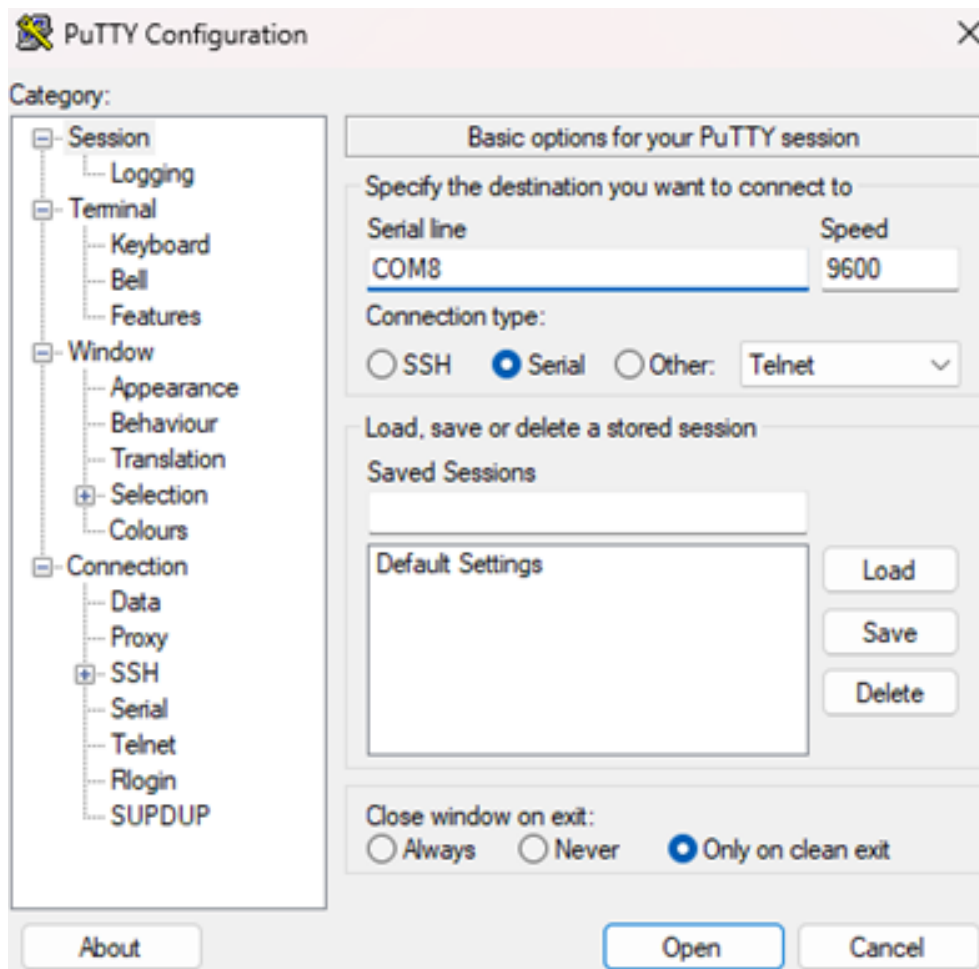 PuTTY Configuration
Category:
Session
Logging
Terminal
Keyboard
Bell
Features
Window
Appearance
Behaviour
Translation
Selection
Colours
Connection
Data
Proxy
SSH
Serial
Telnet
Rlogin
SUPDUP
Basic options for your PuTTY session
Specify the destination you want to connect to
Serial line Speed
COM8 9600
Connection type:
SSH Serial Other: Telnet
Load, save or delete a stored session
Saved Sessions
Default Settings
Load
Save
Delete
Close window on exit:
Always Never Only on clean exit
About Open Cancel